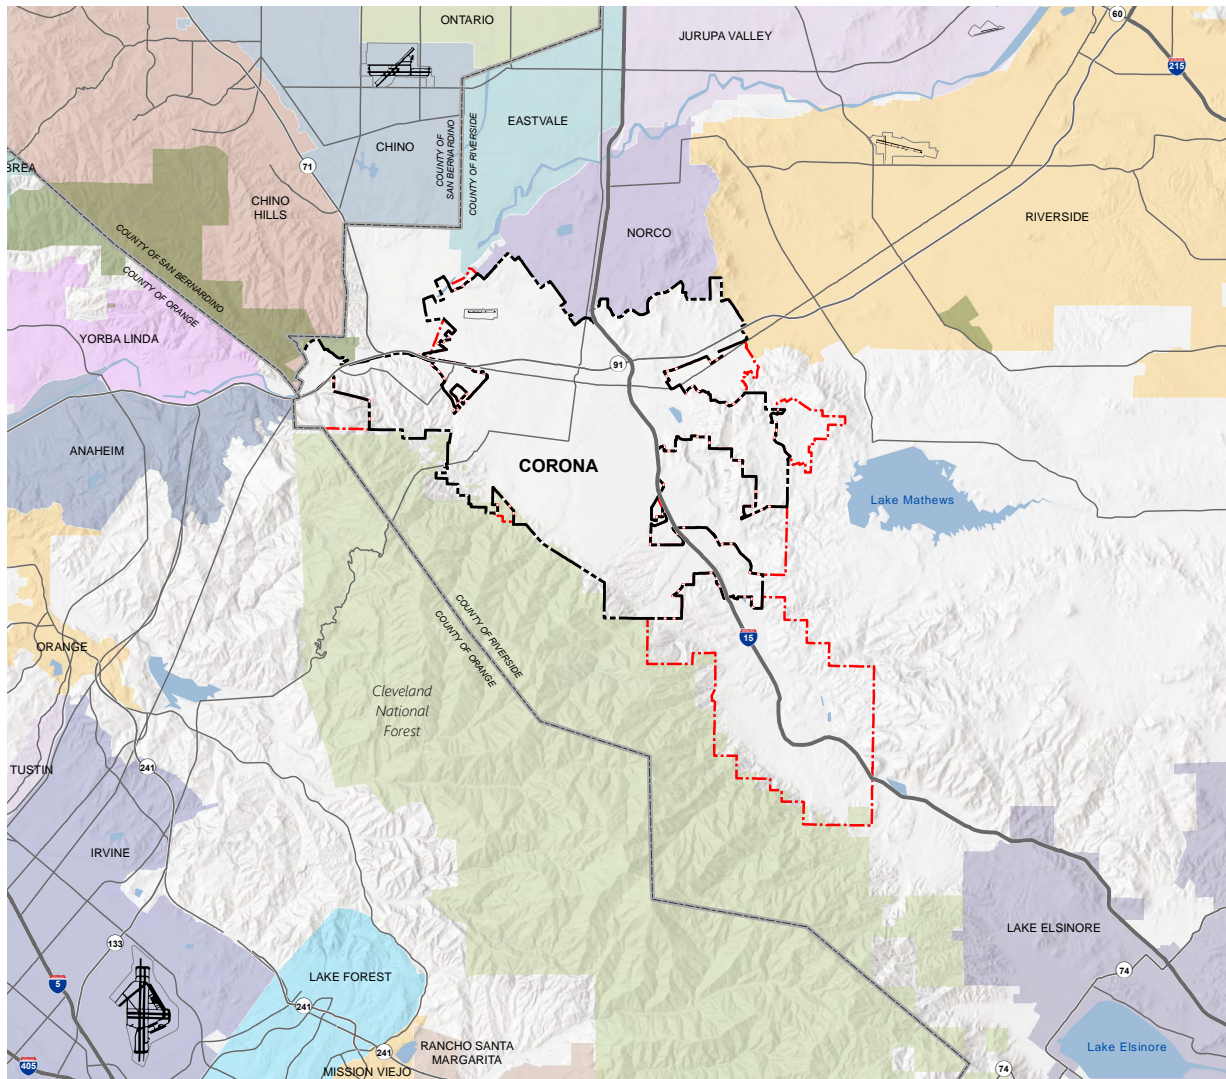 ONTARIO
60
JURUPA VALLEY
215
EASTVALE
CHINO
COUNTY OF
SAN BERNARDINO
COUNTY OF RIVERSIDE
71
BREA
CHINO
HILLS
RIVERSIDE
NORCO
COUNTY OF SAN BERNARDINO
COUNTY OF ORANGE
YORBA LINDA
91
ANAHEIM
CORONA
Lake Mathews
COUNTY OF RIVERSIDE
COUNTY OF ORANGE
15
ORANGE
Cleveland
National
Forest
TUSTIN
241
IRVINE
LAKE ELSINORE
133
74
LAKE FOREST
5
241
RANCHO SANTA
MARGARITA
241
Lake Elsinore
405
MISSION VIEJO
74